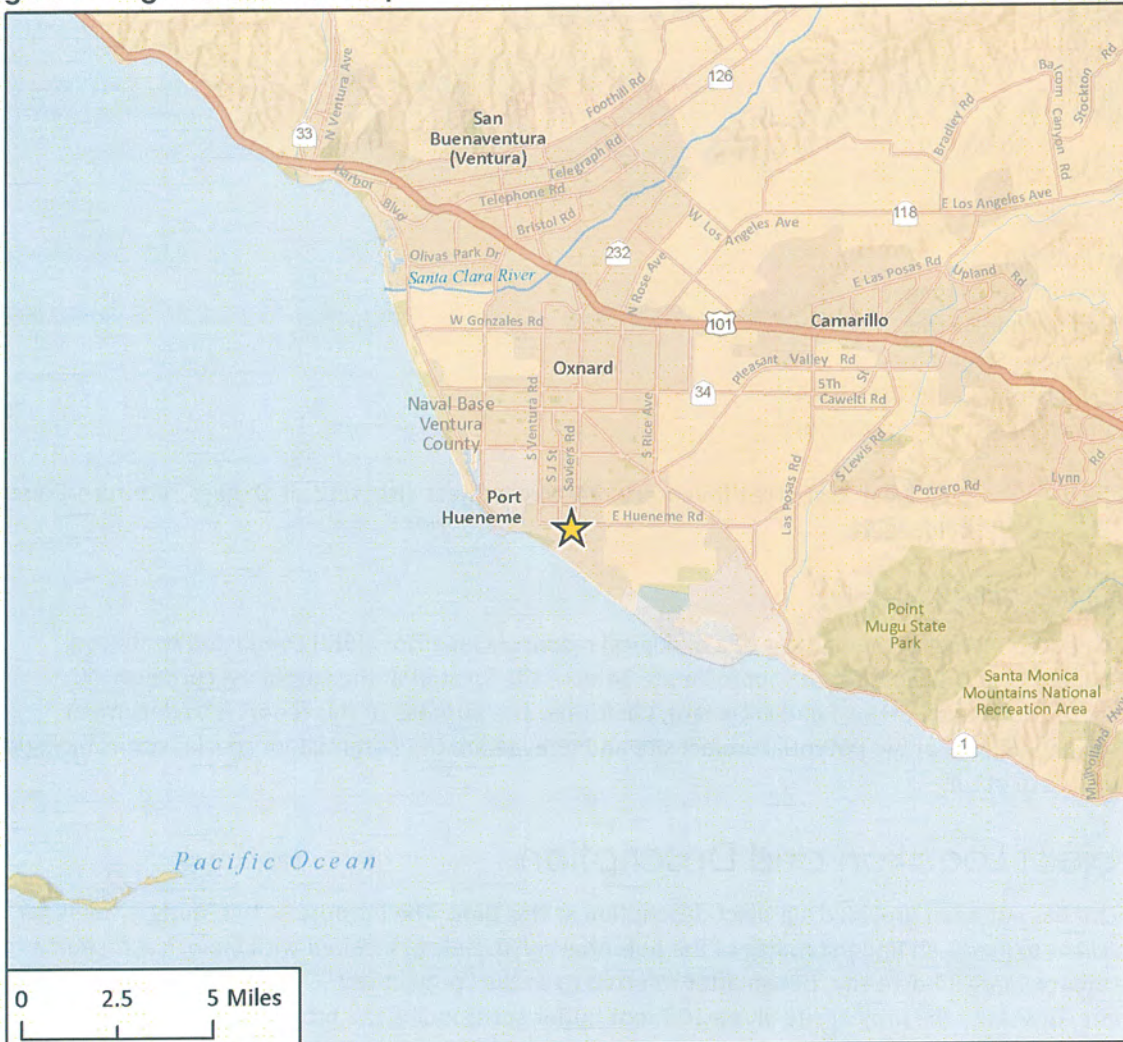 N Ventura Ave
33
126
Foothill Rd
San
Buenaventura
(Ventura)
Telegraph Rd
Telephone Rd
Harbor Blvd
Bristol Rd
Olivas Park Dr
Santa Clara River
232
W Los Angeles Ave
118
E Los Angeles Ave
Bradley Rd
Balcom Canyon Rd
Stockton Rd
E Las Posas Rd
Upland Rd
N Rose Ave
W Gonzales Rd
101
Camarillo
Oxnard
Pleasant Valley Rd
5Th St
Cawelti Rd
34
Naval Base
Ventura
County
S Ventura Rd
S J St
Saviers Rd
S Rice Ave
Las Posas Rd
S Lewis Rd
Potrero Rd
Lynn Rd
Port
Hueneme
E Hueneme Rd
Point
Mugu State
Park
Santa Monica
Mountains National
Recreation Area
1
Mulholland Hwy
Pacific Ocean
0 2.5 5 Miles